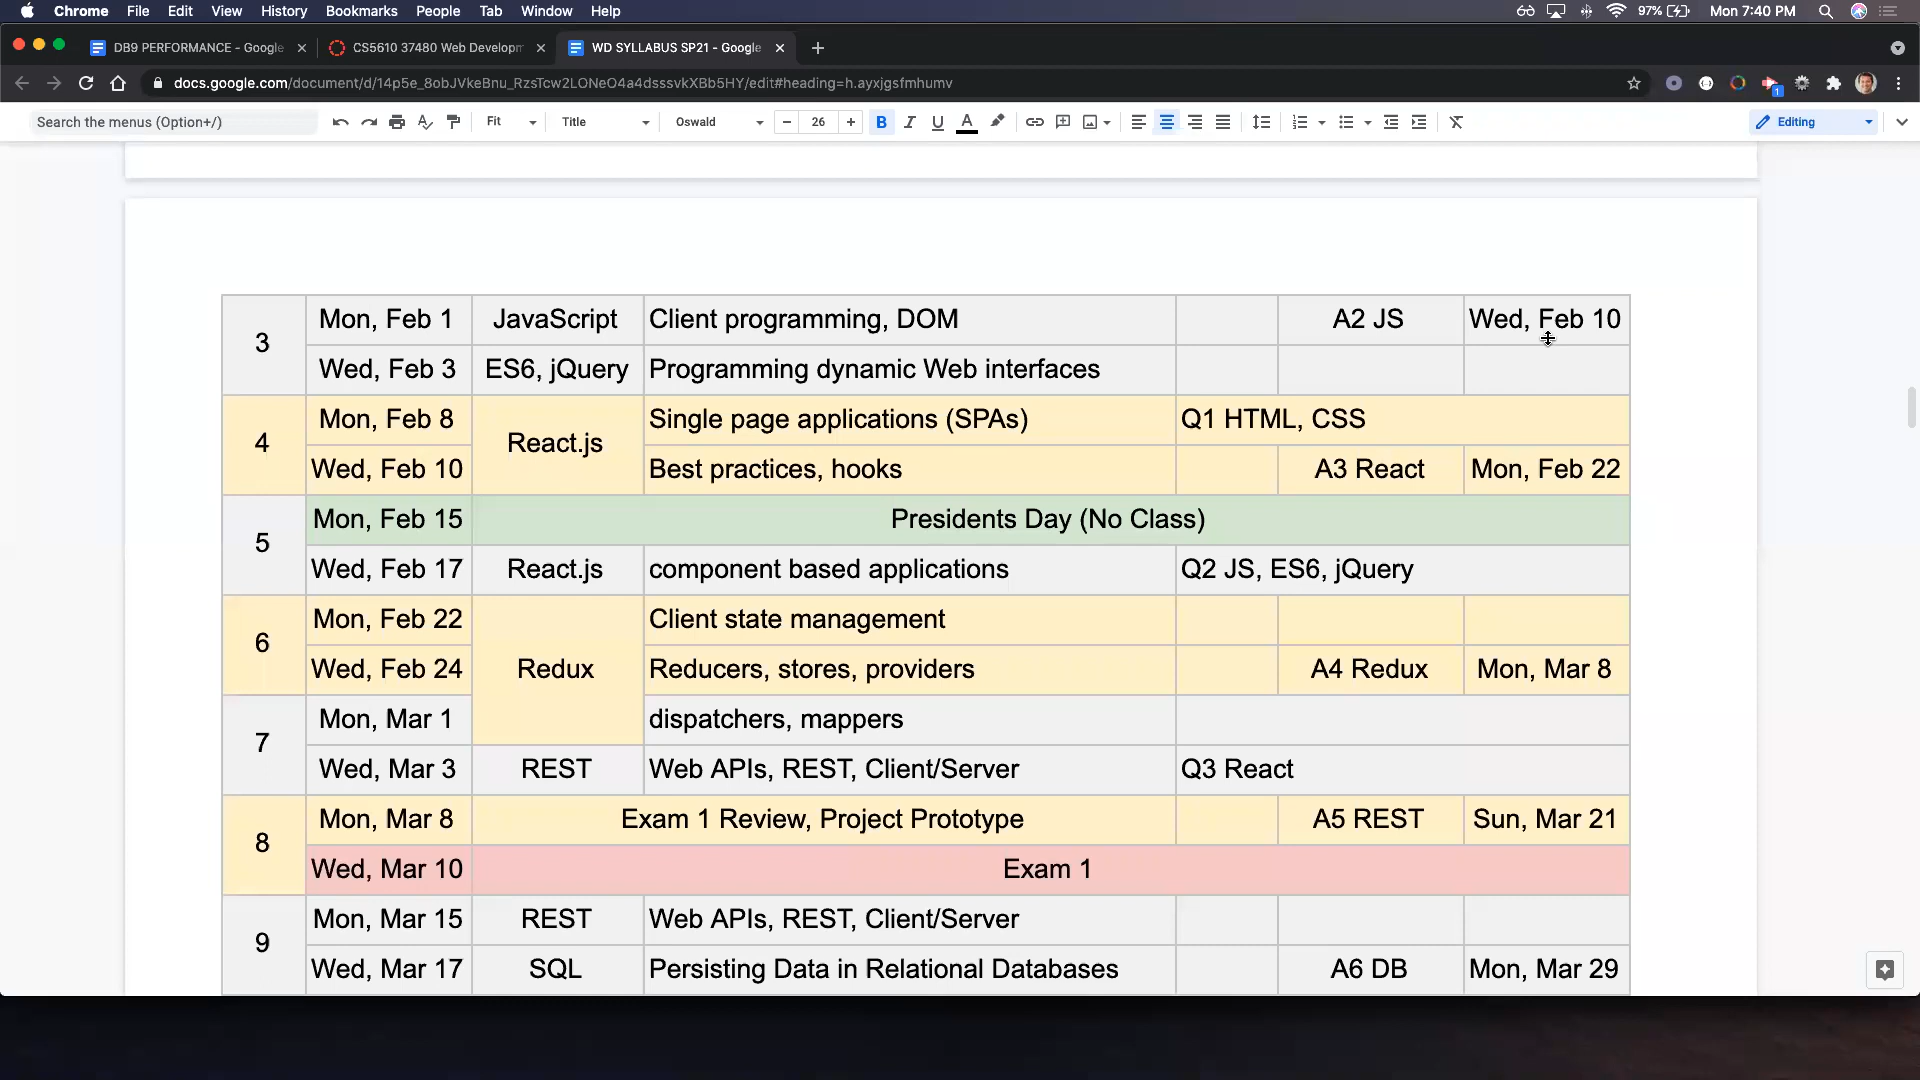 Chrome File Edit View History Bookmarks People Tab Window Help 97% Mon 7:40 PM
DB9 PERFORMANCE - Google CS5610 37480 Web Developm WD SYLLABUS SP21 - Google
docs.google.com/document/d/14p5e_8obJVkeBnu_RzsTcw2LONeO4a4dsssvkXBb5HY/edit#heading=h.ayxjgsfmhumv
Search the menus (Option+/) Fit Title Oswald 26 B I U A Editing
3 Mon, Feb 1 JavaScript Client programming, DOM A2 JS Wed, Feb 10
Wed, Feb 3 ES6, jQuery Programming dynamic Web interfaces
4 Mon, Feb 8 React.js Single page applications (SPAs) Q1 HTML, CSS
Wed, Feb 10 Best practices, hooks A3 React Mon, Feb 22
5 Mon, Feb 15 Presidents Day (No Class)
Wed, Feb 17 React.js component based applications Q2 JS, ES6, jQuery
6 Mon, Feb 22 Client state management
Wed, Feb 24 Redux Reducers, stores, providers A4 Redux Mon, Mar 8
7 Mon, Mar 1 dispatchers, mappers
Wed, Mar 3 REST Web APIs, REST, Client/Server Q3 React
8 Mon, Mar 8 Exam 1 Review, Project Prototype A5 REST Sun, Mar 21
Wed, Mar 10 Exam 1
9 Mon, Mar 15 REST Web APIs, REST, Client/Server
Wed, Mar 17 SQL Persisting Data in Relational Databases A6 DB Mon, Mar 29